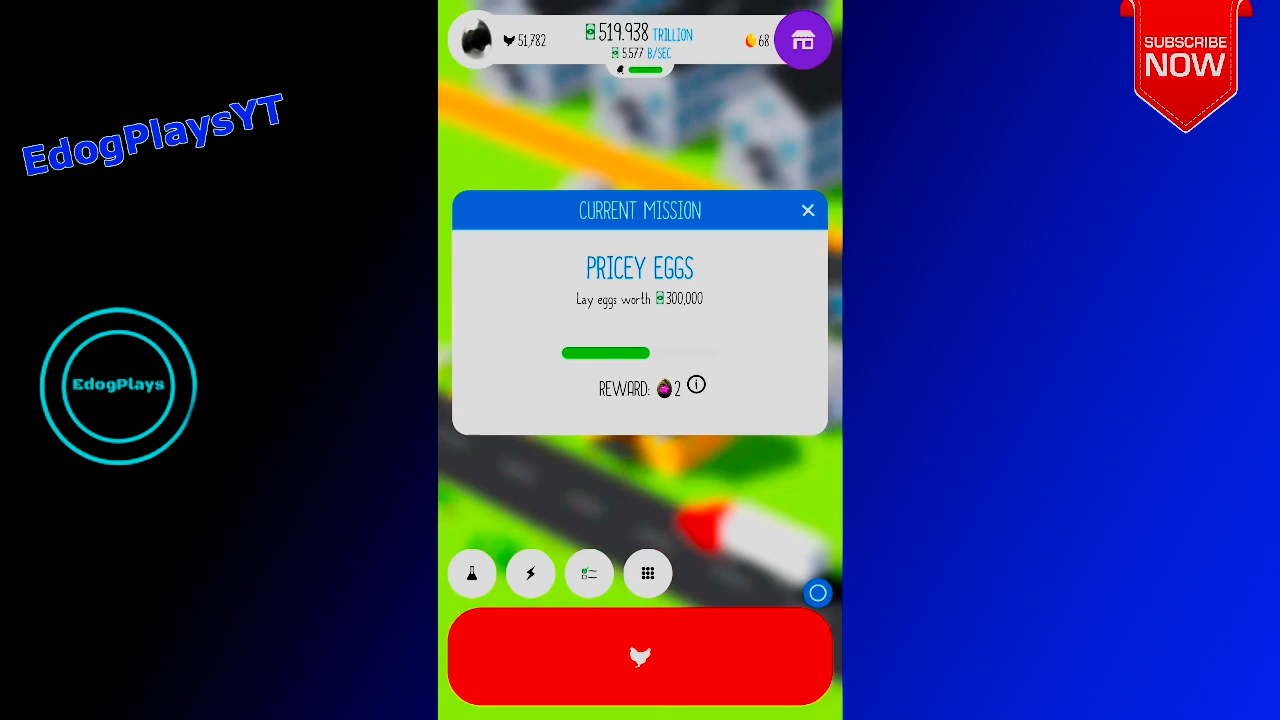 51,782
519.938 TRILLION
5.577 B/SEC
68
SUBSCRIBE
NOW
EdogPlaysYT
CURRENT MISSION
PRICEY EGGS
Lay eggs worth 300,000
REWARD: 2
EdogPlays